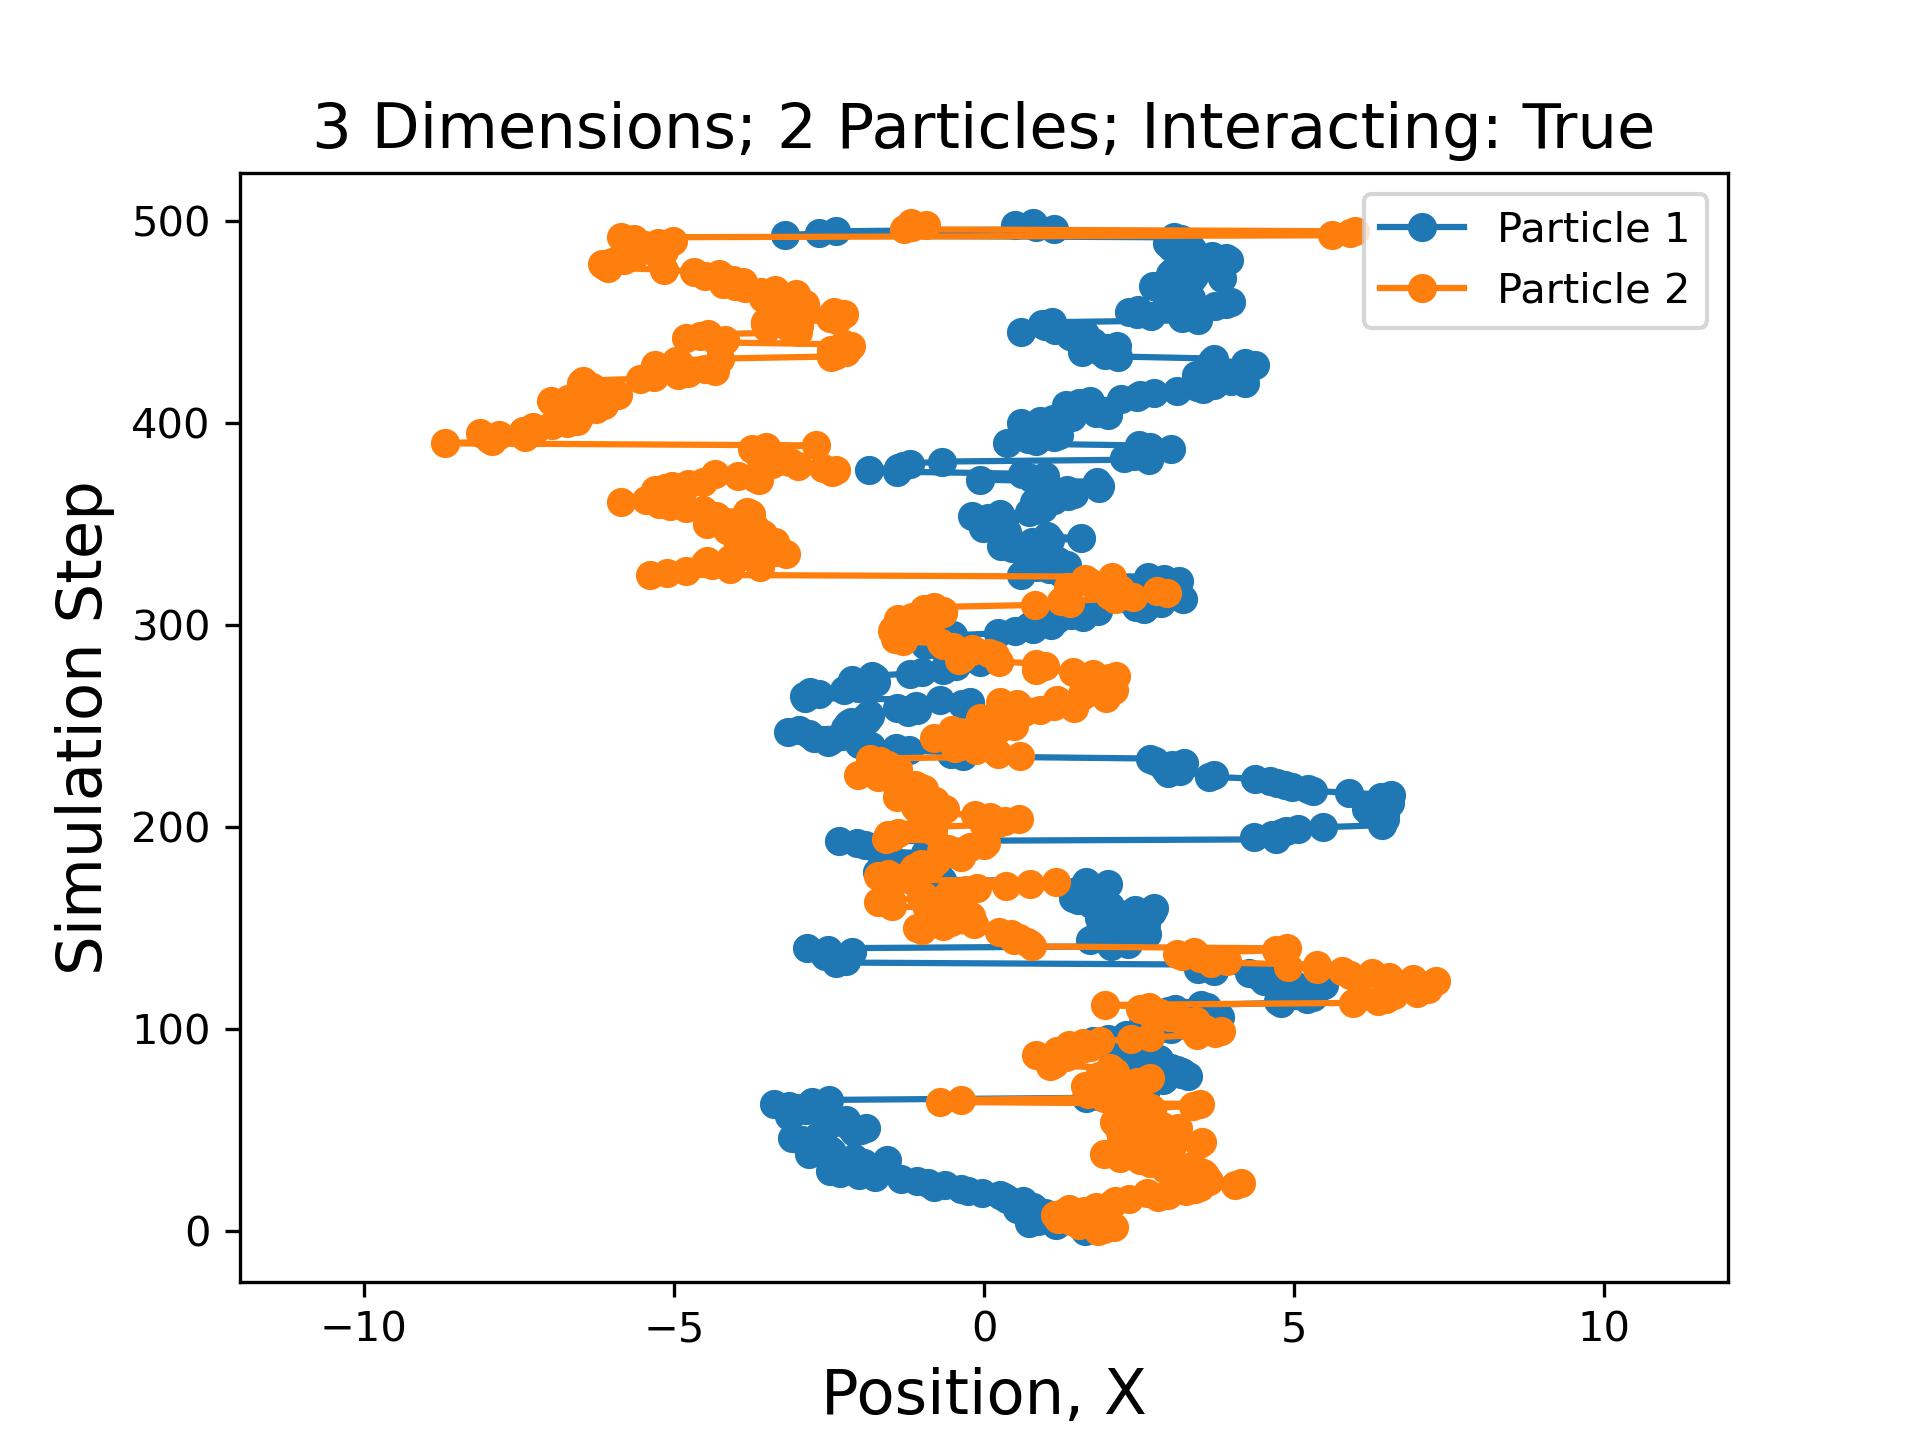 3 Dimensions; 2 Particles; Interacting: True
Particle 1
Particle 2
Simulation Step
500
400
300
200
100
0
−10
−5
0
5
10
Position, X